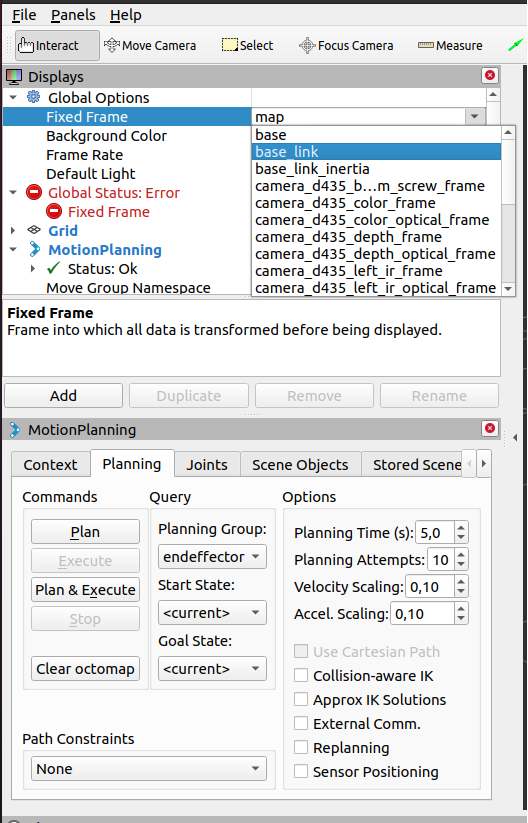 File Panels Help
Interact Move Camera Select Focus Camera Measure
Displays
Global Options
Fixed Frame map
Background Color base
Frame Rate base_link
Default Light base_link_inertia
Global Status: Error camera_d435_b...m_screw_frame
Fixed Frame camera_d435_color_frame
camera_d435_color_optical_frame
Grid camera_d435_depth_frame
MotionPlanning camera_d435_depth_optical_frame
Status: Ok camera_d435_left_ir_frame
Move Group Namespace camera_d435_left_ir_optical_frame
Fixed Frame
Frame into which all data is transformed before being displayed.
Add Duplicate Remove Rename
MotionPlanning
Context Planning Joints Scene Objects Stored Scene
Commands Query Options
Plan Planning Group: Planning Time (s): 5,0
Execute endeffector Planning Attempts: 10
Plan & Execute Start State: Velocity Scaling: 0,10
Stop <current> Accel. Scaling: 0,10
Goal State: Use Cartesian Path
Clear octomap <current> Collision-aware IK
Approx IK Solutions
External Comm.
Path Constraints Replanning
None Sensor Positioning